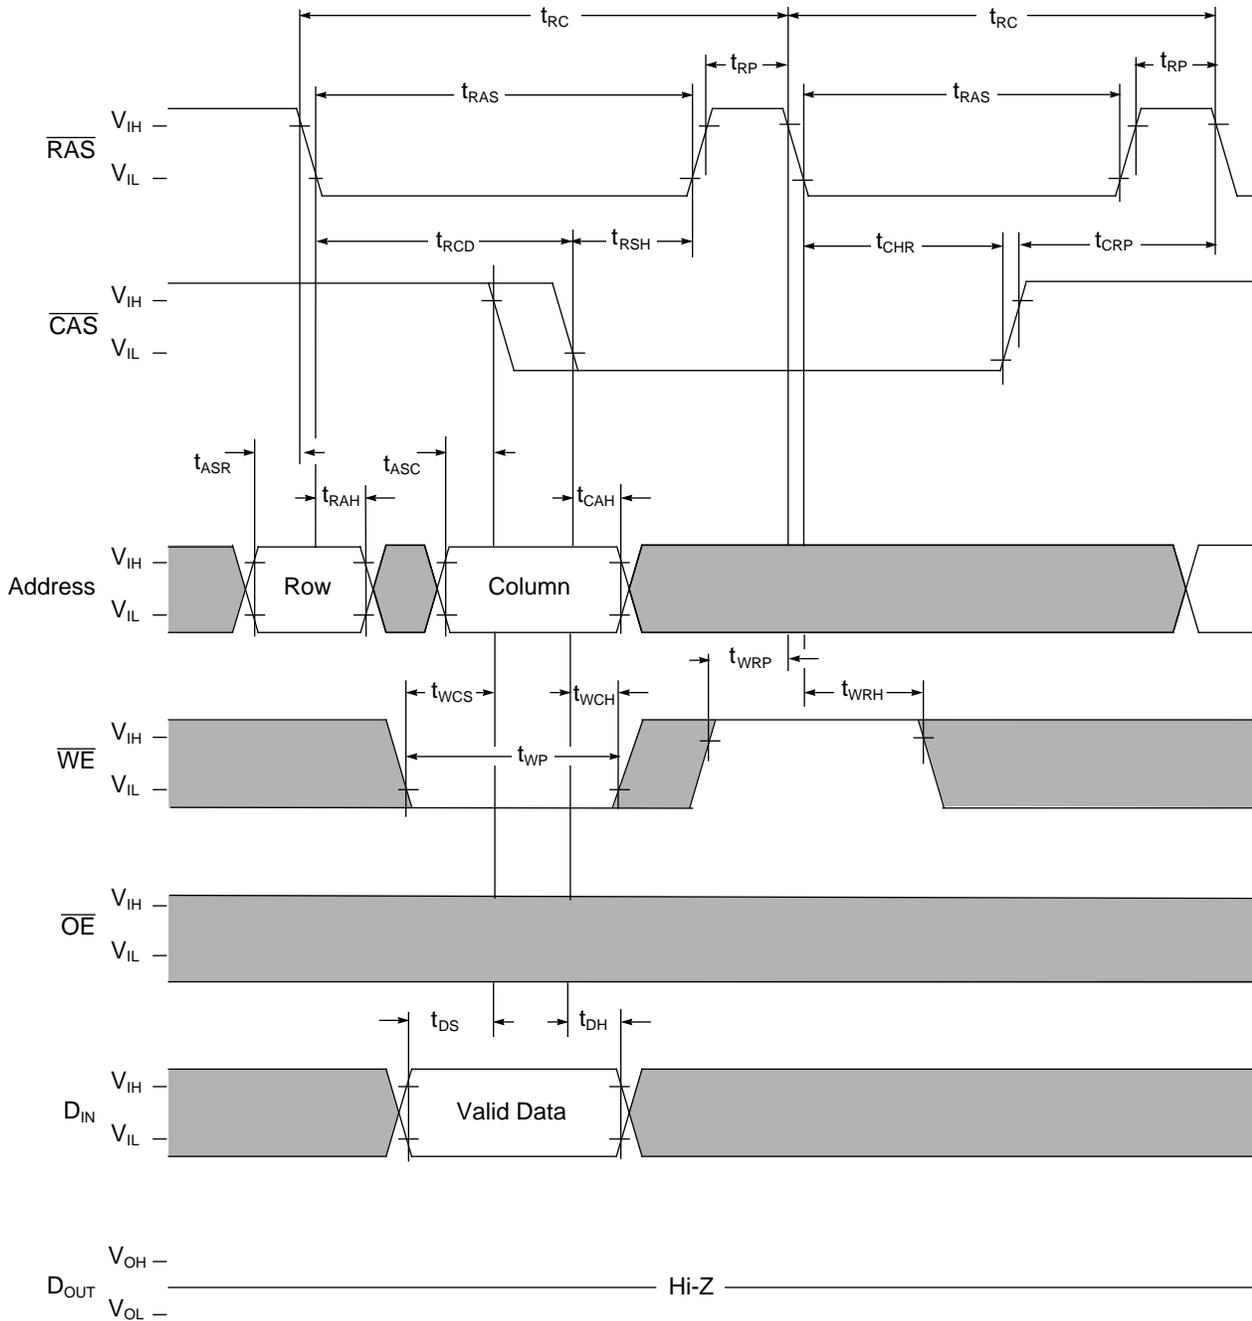 tRC tRC
tRP tRP
tRAS tRAS
VIH
RAS
VIL
tRCD tRSH tCHR tCRP
VIH
CAS
VIL
tASR tASC
tRAH tCAH
VIH
Address Row Column
VIL
tWRP
tWCS tWCH tWRH
VIH
WE tWP
VIL
VIH
OE
VIL
tDS tDH
VIH
DIN Valid Data
VIL
VOH
DOUT Hi-Z
VOL